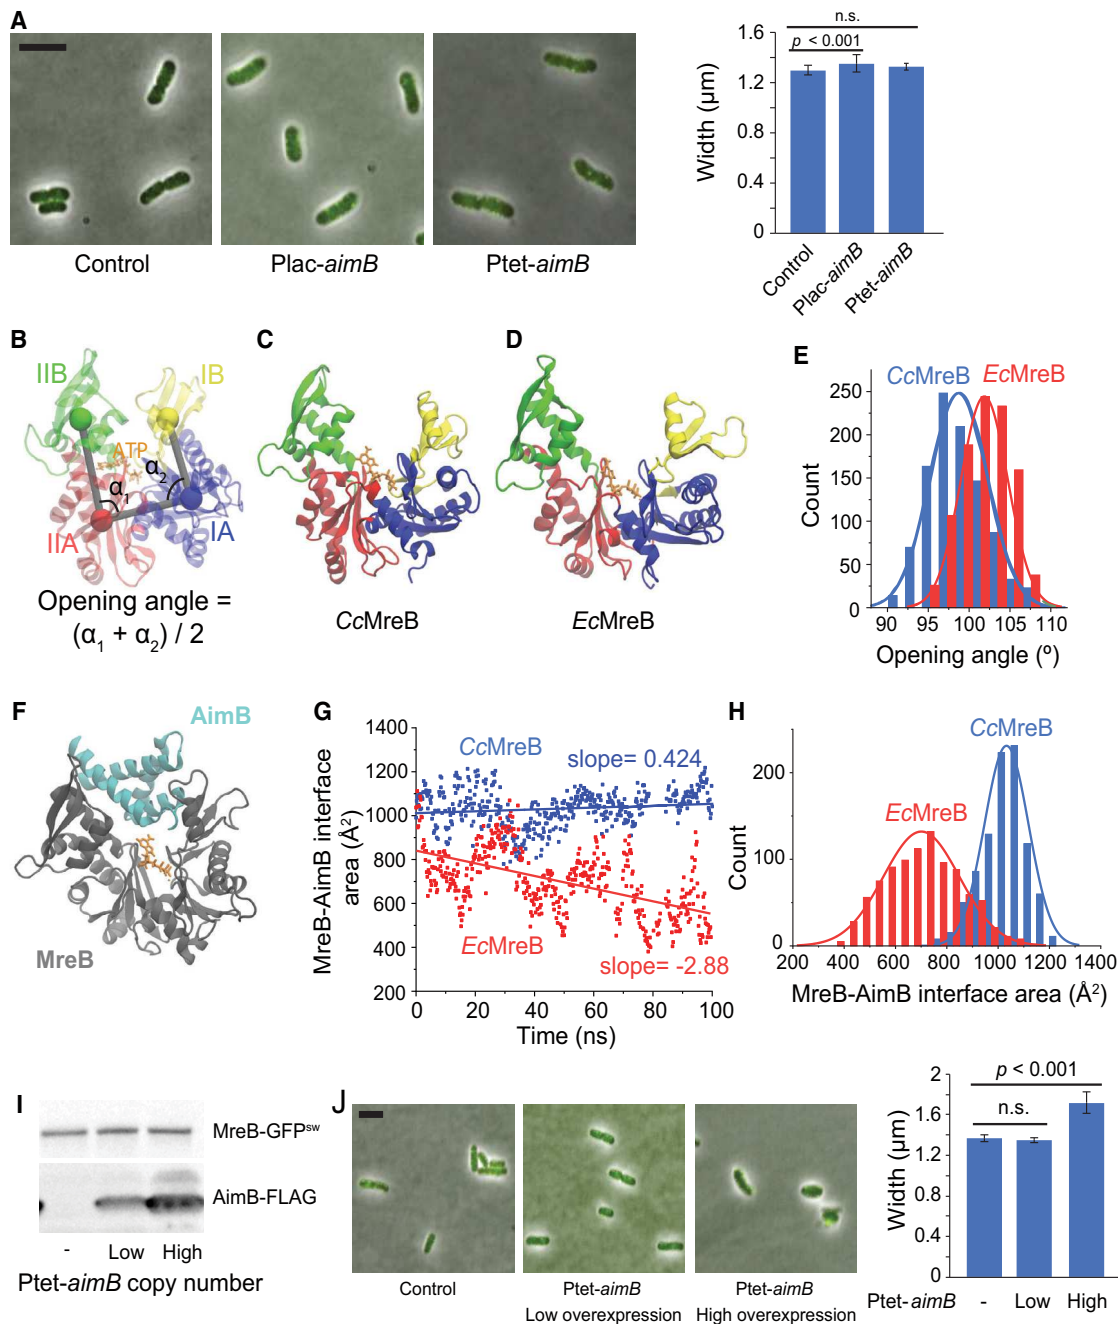 A
Control
Plac-aimB
Ptet-aimB
n.s.
p < 0.001
1.6
1.2
0.8
0.4
0
Width (μm)
Control
Plac-aimB
Ptet-aimB
B
IIB
IB
ATP
α1
α2
IIA
IA
Opening angle =
(α1 + α2) / 2
C
CcMreB
D
EcMreB
E
CcMreB
EcMreB
250
200
150
100
50
0
Count
90 95 100 105 110
Opening angle (º)
F
AimB
MreB
G
1400
1200
1000
800
600
400
200
MreB-AimB interface
area (Å2)
CcMreB
slope= 0.424
EcMreB
slope= -2.88
0 20 40 60 80 100
Time (ns)
H
CcMreB
EcMreB
200
100
0
Count
200 400 600 800 1000 1200 1400
MreB-AimB interface area (Å2)
I
MreB-GFPsw
AimB-FLAG
- Low High
Ptet-aimB copy number
J
Control
Ptet-aimB
Low overexpression
Ptet-aimB
High overexpression
p < 0.001
n.s.
2
1.6
1.2
0.8
0.4
0
Width (μm)
Ptet-aimB - Low High